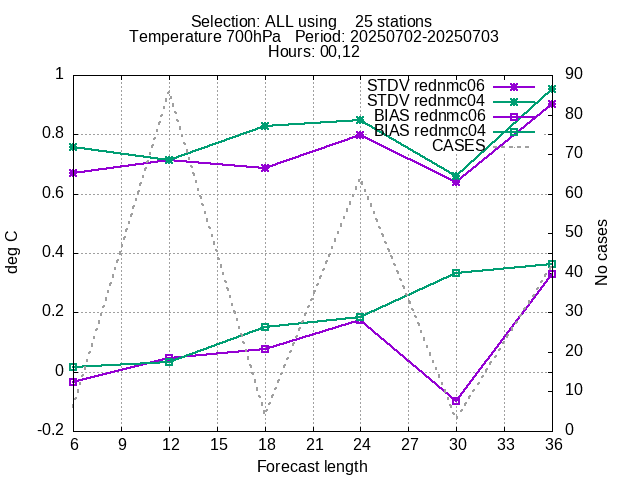 Selection: ALL using    25 stations
Temperature 700hPa   Period: 20250702-20250703
Hours: 00,12
STDV rednmc06
STDV rednmc04
BIAS rednmc06
BIAS rednmc04
CASES
1
0.8
0.6
0.4
0.2
0
-0.2
deg C
90
80
70
60
50
40
30
20
10
0
No cases
6 9 12 15 18 21 24 27 30 33 36
Forecast length